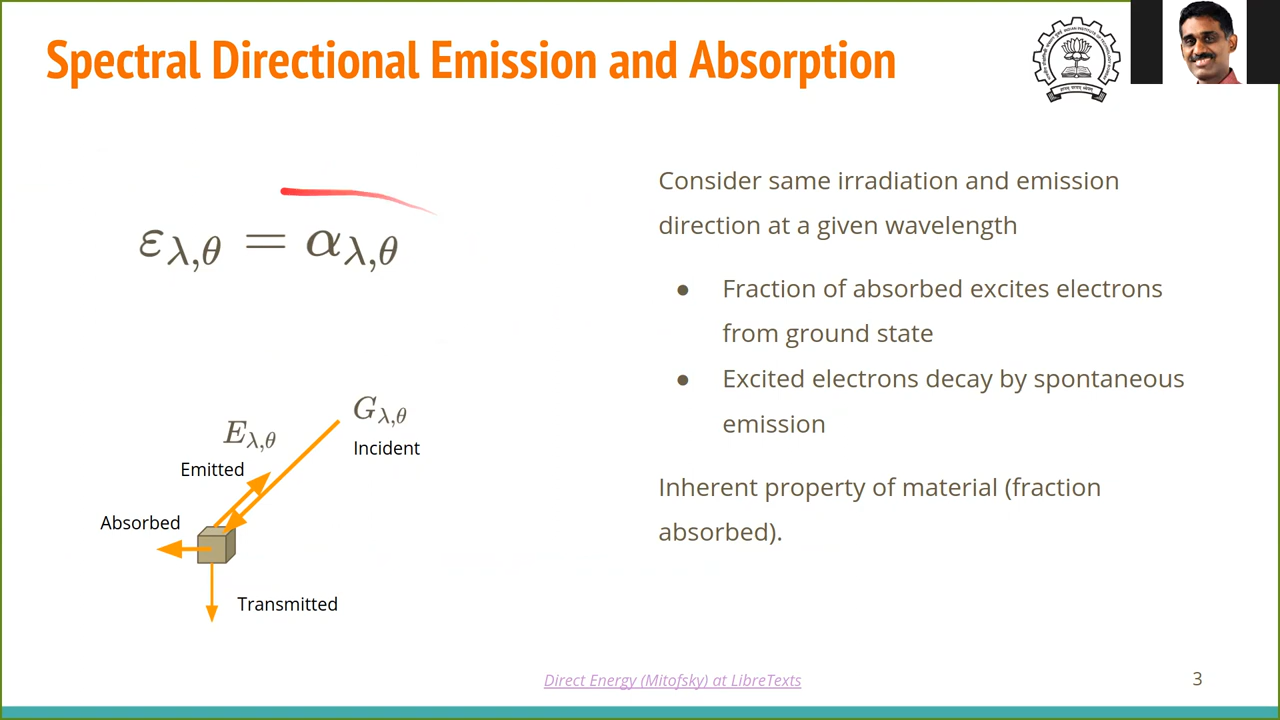 Spectral Directional Emission and Absorption
ε_{λ,θ} = α_{λ,θ}
Consider same irradiation and emission
direction at a given wavelength
● Fraction of absorbed excites electrons
from ground state
● Excited electrons decay by spontaneous
emission
Inherent property of material (fraction
absorbed).
G_{λ,θ}
Incident
E_{λ,θ}
Emitted
Absorbed
Transmitted
Direct Energy (Mitofsky) at LibreTexts
3